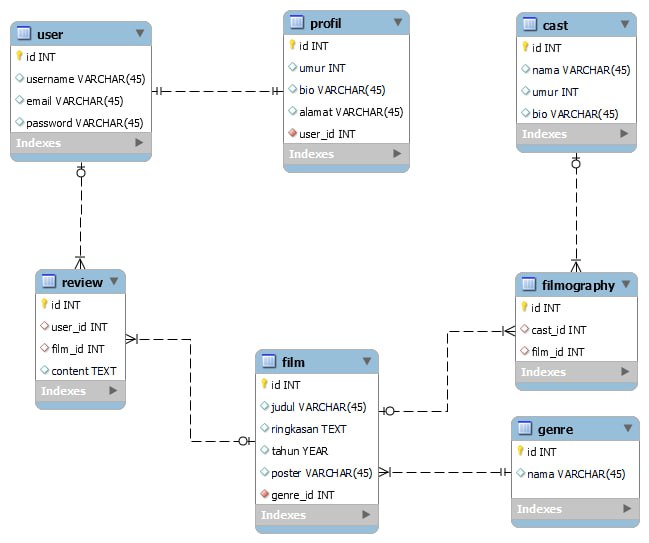 user
id INT
username VARCHAR(45)
email VARCHAR(45)
password VARCHAR(45)
Indexes
profil
id INT
umur INT
bio VARCHAR(45)
alamat VARCHAR(45)
user_id INT
Indexes
cast
id INT
nama VARCHAR(45)
umur INT
bio VARCHAR(45)
Indexes
review
id INT
user_id INT
film_id INT
content TEXT
Indexes
film
id INT
judul VARCHAR(45)
ringkasan TEXT
tahun YEAR
poster VARCHAR(45)
genre_id INT
Indexes
filmography
id INT
cast_id INT
film_id INT
Indexes
genre
id INT
nama VARCHAR(45)
Indexes